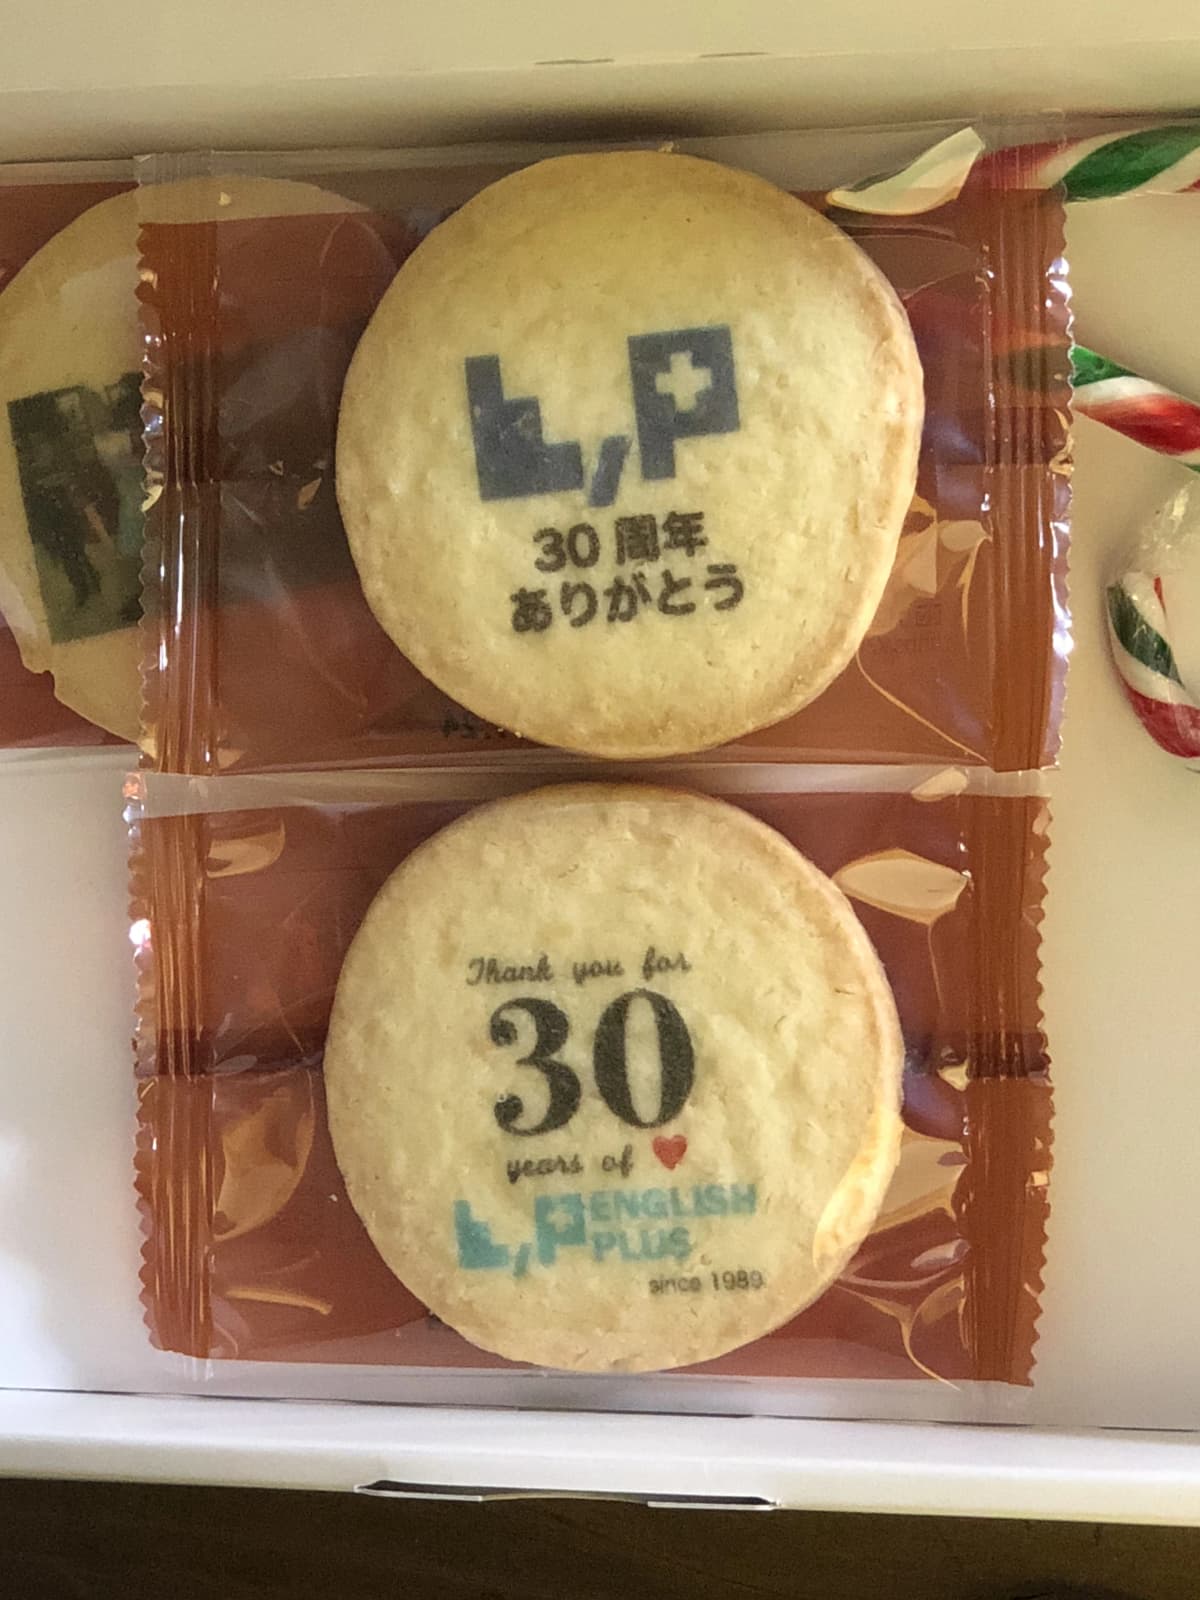 E,P
30周年
ありがとう
Thank you for
30
years of
E,P ENGLISH
PLUS
since 1989